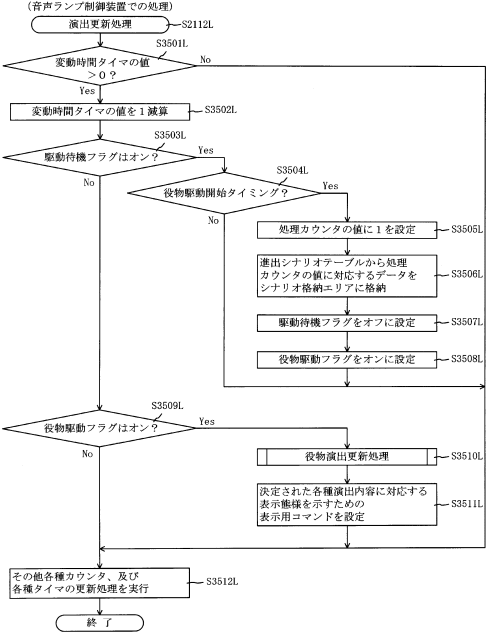 （音声ランプ制御装置での処理）
演出更新処理
S2112L
S3501L
変動時間タイマの値
＞０？
No
Yes
変動時間タイマの値を１減算
S3502L
S3503L
駆動待機フラグはオン？
Yes
No
S3504L
役物駆動開始タイミング？
Yes
No
処理カウンタの値に１を設定
S3505L
進出シナリオテーブルから処理
カウンタの値に対応するデータを
シナリオ格納エリアに格納
S3506L
駆動待機フラグをオフに設定
S3507L
役物駆動フラグをオンに設定
S3508L
S3509L
役物駆動フラグはオン？
Yes
No
役物演出更新処理
S3510L
決定された各種演出内容に対応する
表示態様を示すための
表示用コマンドを設定
S3511L
その他各種カウンタ、及び
各種タイマの更新処理を実行
S3512L
終了